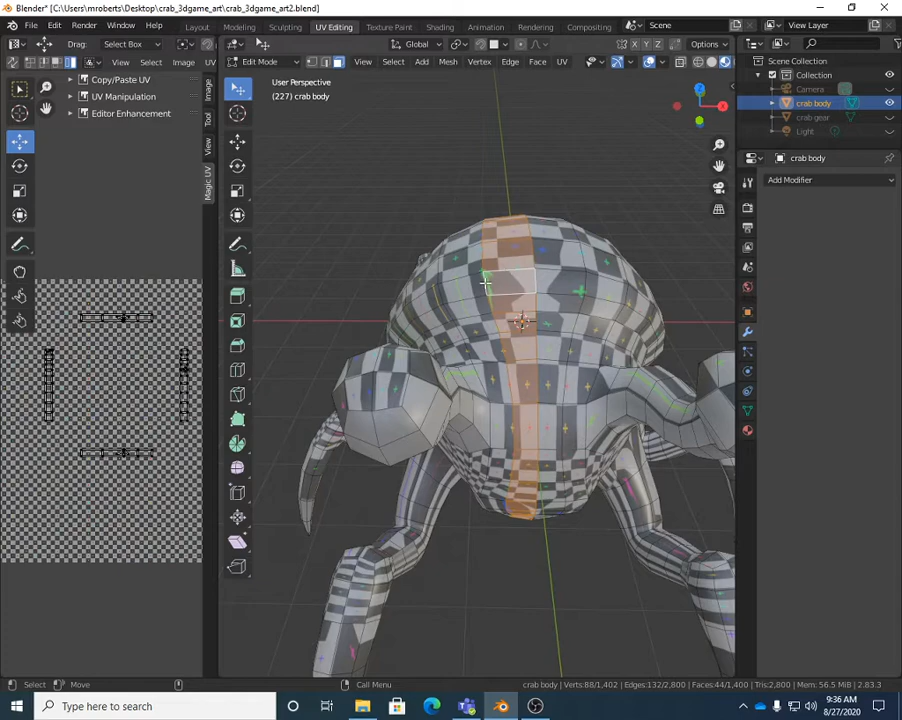 Blender* [C:\Users\mroberts\Desktop\crab_3dgame_art\crab_3dgame_art2.blend]
File Edit Render Window Help Layout Modeling Sculpting UV Editing Texture Paint Shading Animation Rendering Compositing Scene View Layer
Drag: Select Box Global X Y Z Options
View Select Image UV Edit Mode View Select Add Mesh Vertex Edge Face UV
Copy/Paste UV
UV Manipulation
Editor Enhancement
Image
Tool
View
Magic UV
User Perspective
(227) crab body
Z
X
Scene Collection
Collection
Camera
crab body
crab gear
Light
crab body
Add Modifier
Select Move Call Menu crab body | Verts:88/1,402 | Edges:132/2,800 | Faces:44/1,400 | Tris:2,800 | Mem: 56.5 MiB | 2.83.3
Type here to search
9:36 AM
8/27/2020